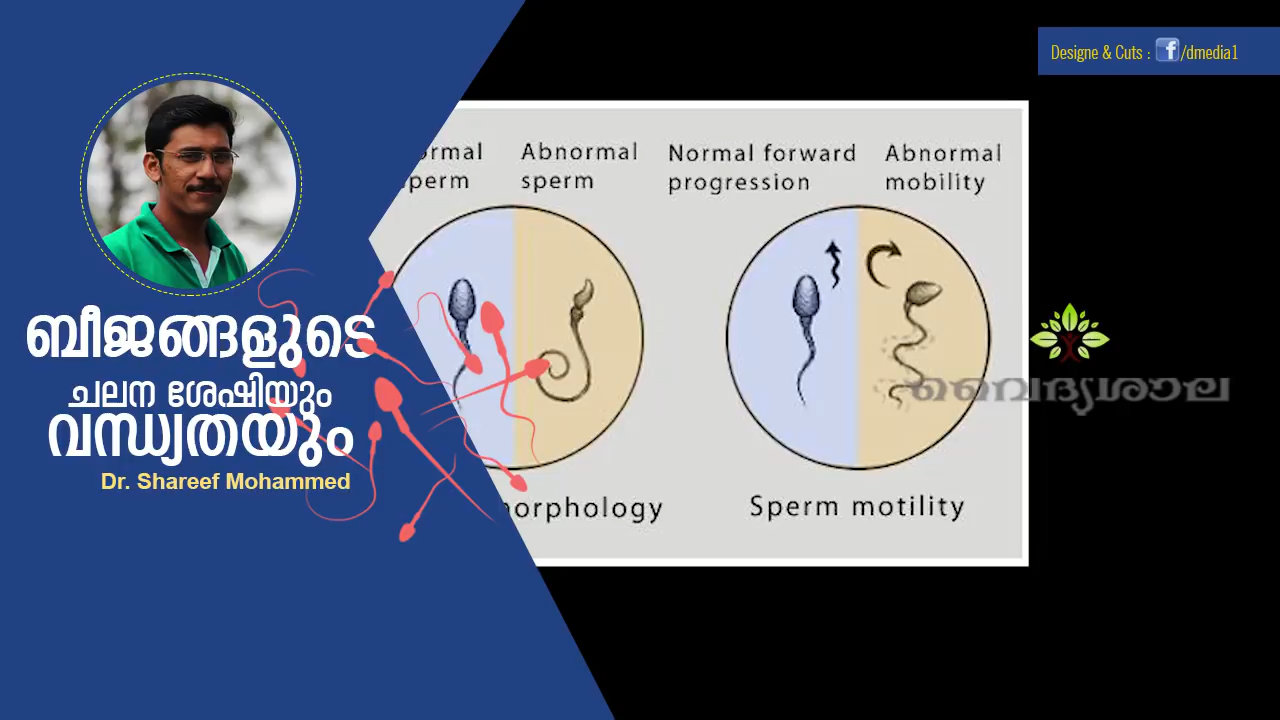 Designe & Cuts : f/dmedia1
Abnormal
sperm
Normal forward
progression
Abnormal
mobility
ബീജങ്ങളുടെ
ചലന ശേഷിയും
വന്ധ്യതയും
Dr. Shareef Mohammed
Sperm motility
വൈദ്യശാല